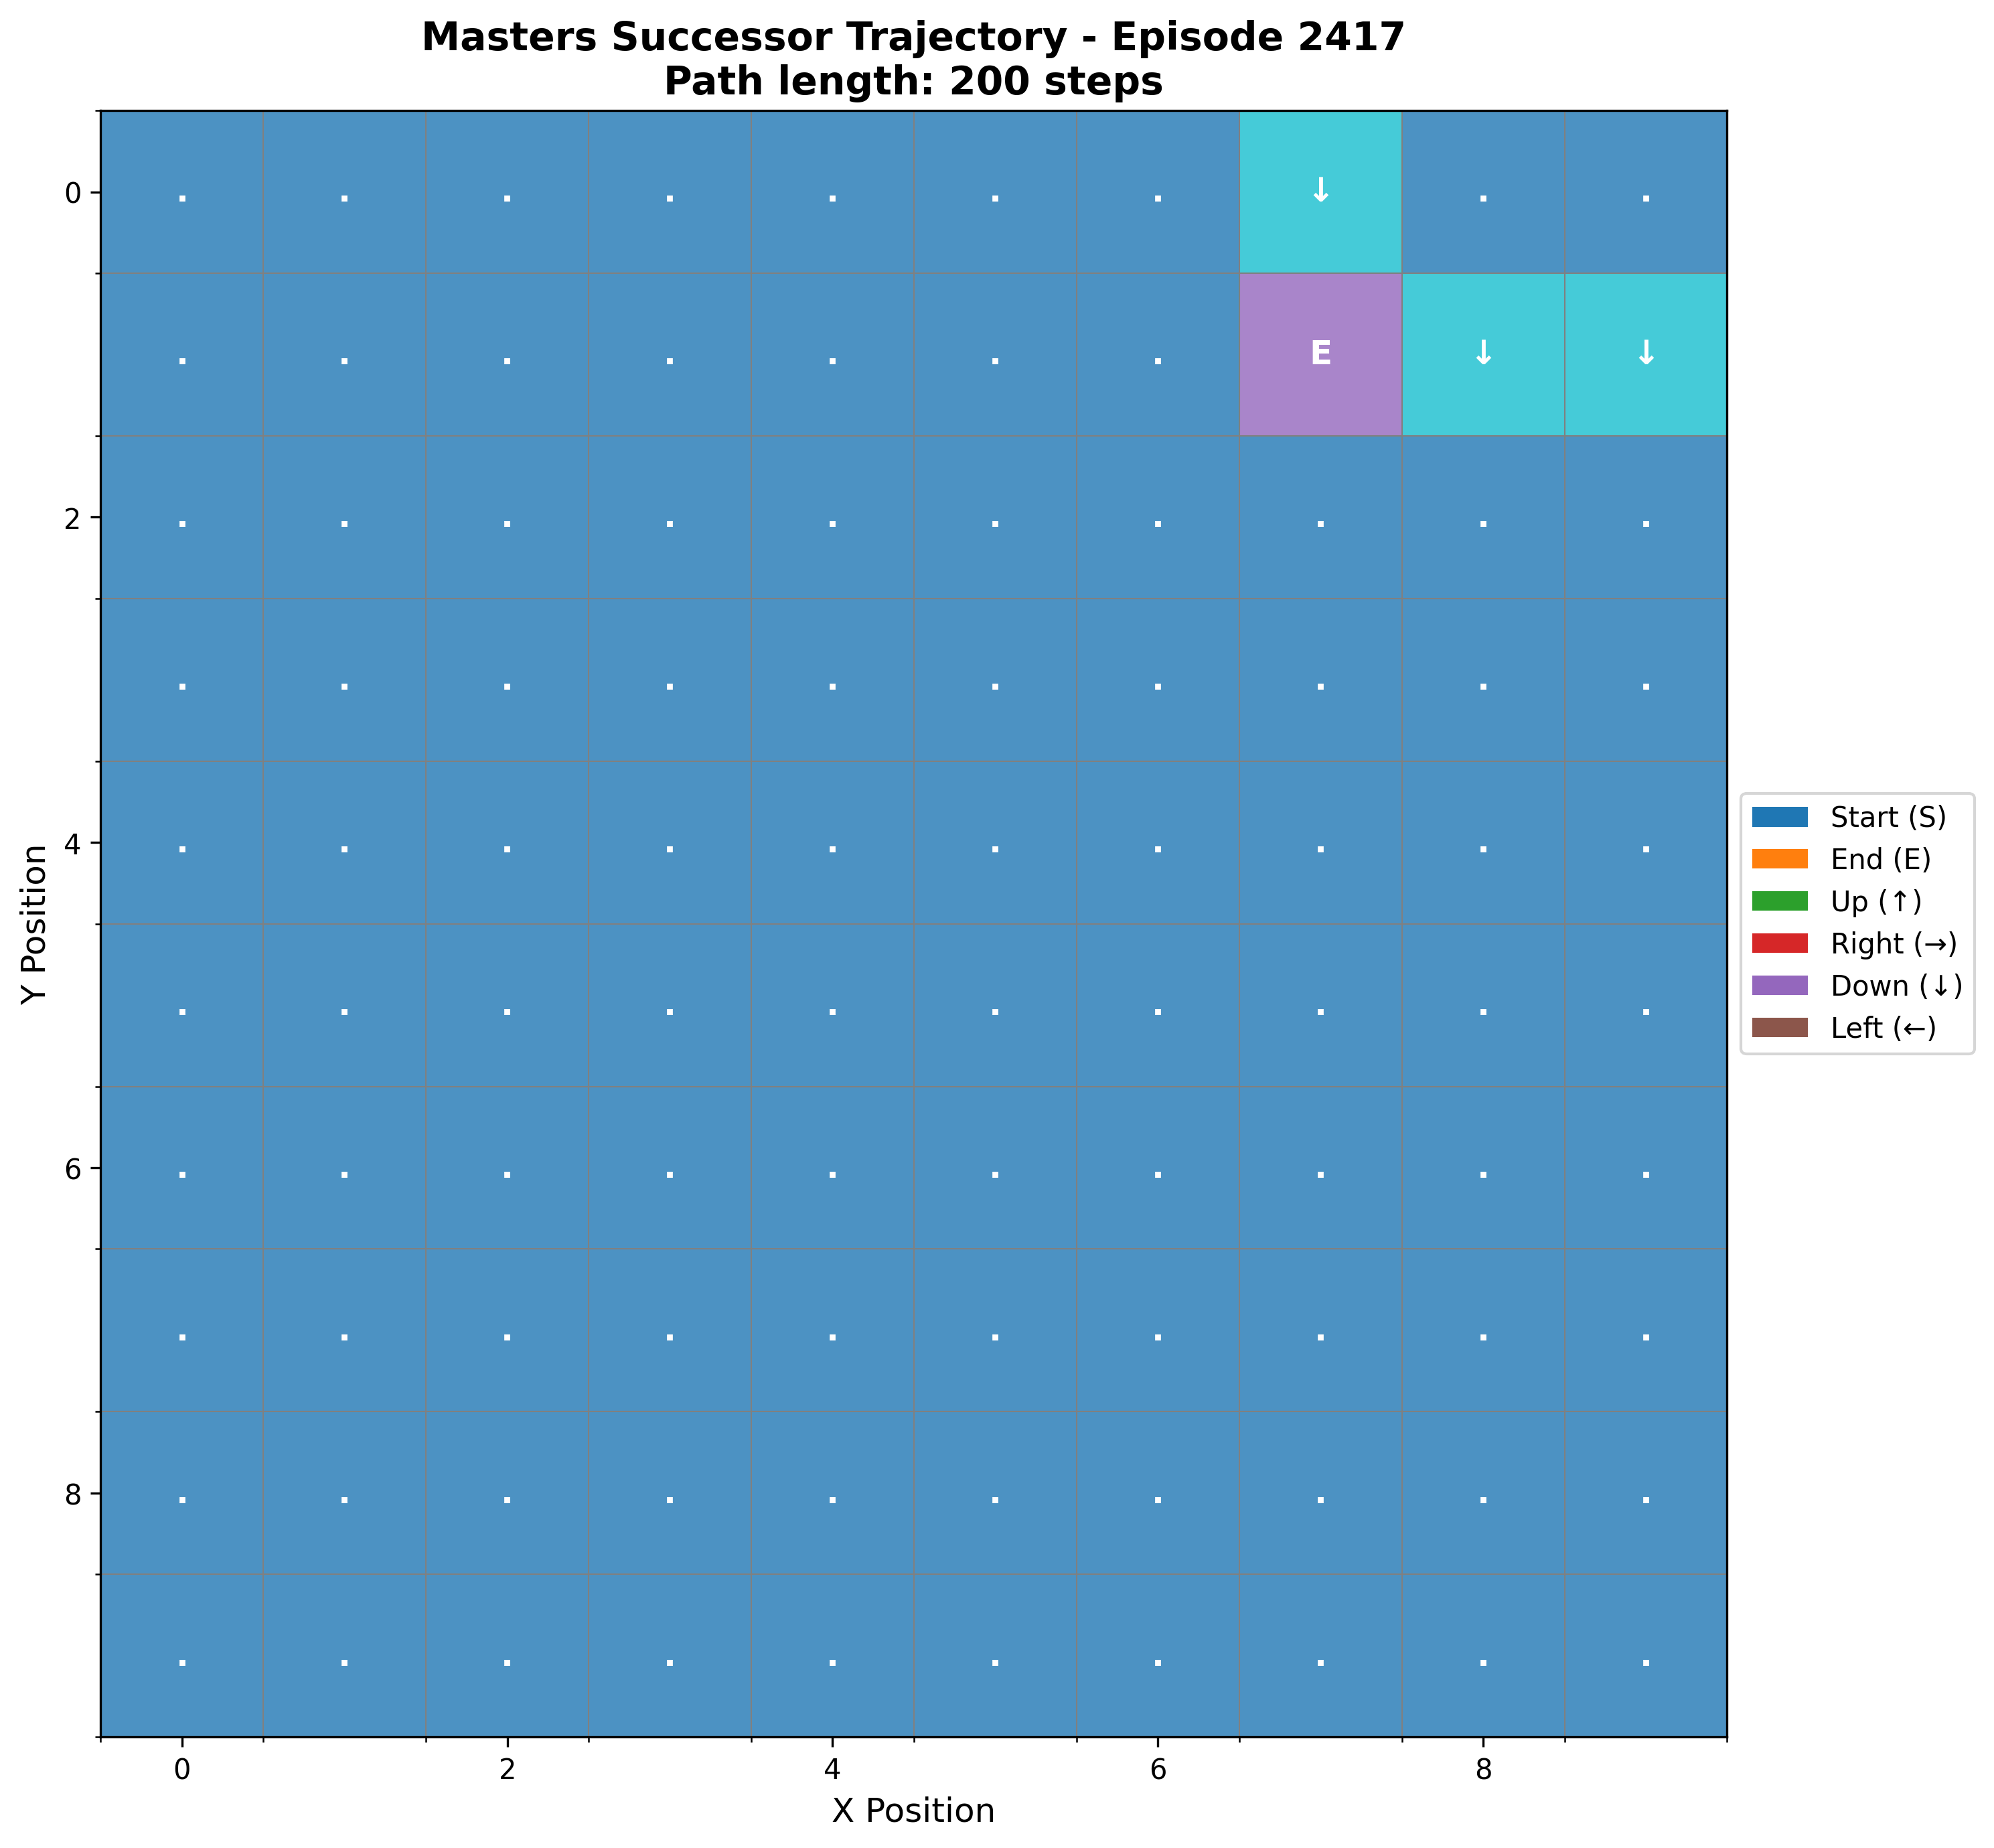 Masters Successor Trajectory - Episode 2417
Path length: 200 steps
0
↓
E ↓ ↓
2
4
6
8
Y Position
0 2 4 6 8
X Position
Start (S)
End (E)
Up (↑)
Right (→)
Down (↓)
Left (←)